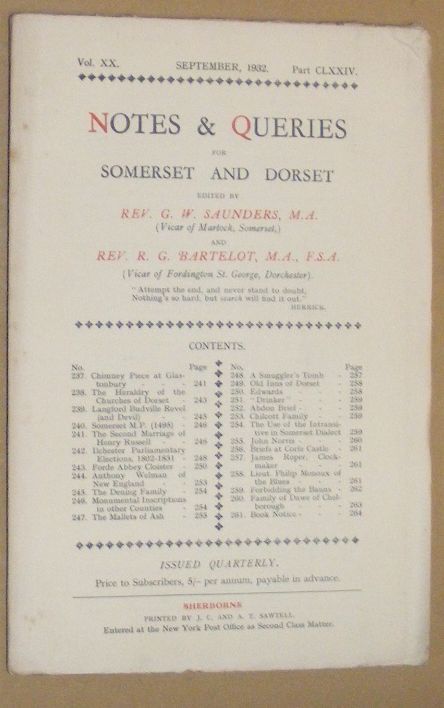 Vol. XX. SEPTEMBER, 1932. Part CLXXIV.
NOTES & QUERIES
FOR
SOMERSET AND DORSET
EDITED BY
REV. G. W. SAUNDERS, M.A.
(Vicar of Martock, Somerset,)
AND
REV. R. G. BARTELOT, M.A., F.S.A.
(Vicar of Fordington St. George, Dorchester).
"Attempt the end, and never stand to doubt,
Nothing's so hard, but search will find it out."
HERRICK.
CONTENTS.
No. Page
237. Chimney Piece at Glas-
tonbury - - - 241
238. The Heraldry of the
Churches of Dorset - 243
239. Langford Budville Revel
(and Devil) - 245
240. Somerset M.P. (1495) - 246
241. The Second Marriage of
Henry Russell - - 246
242. Ilchester Parliamentary
Elections, 1802-1831 - 248
243. Forde Abbey Cloister - 250
244. Anthony Welman of
New England - - 253
245. The Dening Family - 254
246. Monumental Inscriptions
in other Counties - 254
247. The Mallets of Ash - 255
No. Page
248. A Smuggler's Tomb - 257
249. Old Inns of Dorset - 258
250. Edwards - - - 258
251. "Drinker" - - - 259
252. Abdon Brief - - - 259
253. Chilcott Family - - 259
254. The Use of the Intransi-
tive in Somerset Dialect 259
255. John Norris - - - 260
256. Briefs at Corfe Castle - 261
257. James Roper, Clock-
maker - - - 261
258. Lieut. Philip Monoux of
the Blues - - - 261
259. Forbidding the Banns - 262
260. Family of Dawe of Chel-
borough - - - 263
261. Book Notice - - - 264
ISSUED QUARTERLY.
Price to Subscribers, 5/- per annum, payable in advance.
SHERBORNE
PRINTED BY J. C. AND A. T. SAWTELL.
Entered at the New York Post Office as Second Class Matter.